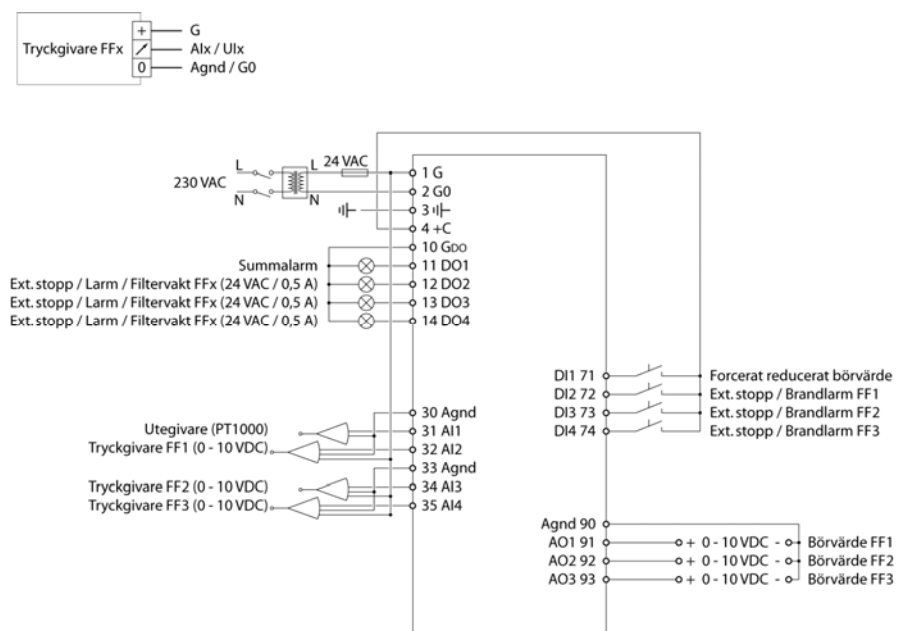 Tryckgivare FFx
+ G
AIx / UIx
0 Agnd / G0
L L 24 VAC
230 VAC
N N
1 G
2 G0
3
4 +C
10 GDO
Summalarm 11 DO1
Ext. stopp / Larm / Filtervakt FFx (24 VAC / 0,5 A) 12 DO2
Ext. stopp / Larm / Filtervakt FFx (24 VAC / 0,5 A) 13 DO3
Ext. stopp / Larm / Filtervakt FFx (24 VAC / 0,5 A) 14 DO4
DI1 71 Forcerat reducerat börvärde
DI2 72 Ext. stopp / Brandlarm FF1
DI3 73 Ext. stopp / Brandlarm FF2
DI4 74 Ext. stopp / Brandlarm FF3
30 Agnd
Utegivare (PT1000) 31 AI1
Tryckgivare FF1 (0 - 10 VDC) 32 AI2
33 Agnd
Tryckgivare FF2 (0 - 10 VDC) 34 AI3
Tryckgivare FF3 (0 - 10 VDC) 35 AI4
Agnd 90
AO1 91 + 0 - 10 VDC - Börvärde FF1
AO2 92 + 0 - 10 VDC - Börvärde FF2
AO3 93 + 0 - 10 VDC - Börvärde FF3